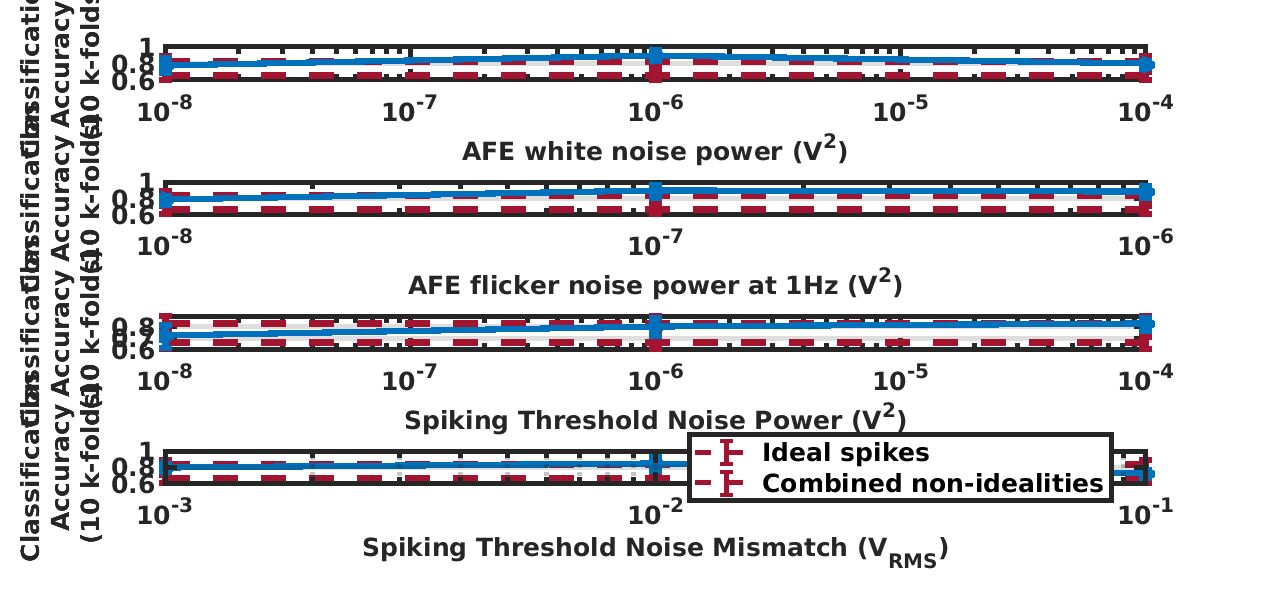 Classification
Accuracy
(10 k-folds)
1
0.8
0.6
10^-8
10^-7
10^-6
10^-5
10^-4
AFE white noise power (V^2)
Classification
Accuracy
(10 k-folds)
1
0.8
0.6
10^-8
10^-7
10^-6
AFE flicker noise power at 1Hz (V^2)
Classification
Accuracy
(10 k-folds)
0.8
0.6
10^-8
10^-7
10^-6
10^-5
10^-4
Spiking Threshold Noise Power (V^2)
Classification
Accuracy
(10 k-folds)
1
0.8
0.6
10^-3
10^-2
10^-1
Spiking Threshold Noise Mismatch (V_RMS)
Ideal spikes
Combined non-idealities